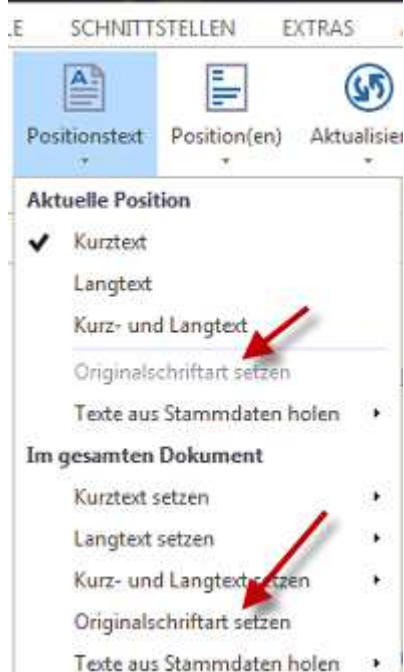 E SCHNITTSTELLEN EXTRAS
Positionstext Position(en) Aktualisie
Aktuelle Position
Kurztext
Langtext
Kurz- und Langtext
Originalschriftart setzen
Texte aus Stammdaten holen
Im gesamten Dokument
Kurztext setzen
Langtext setzen
Kurz- und Langtext setzen
Originalschriftart setzen
Texte aus Stammdaten holen